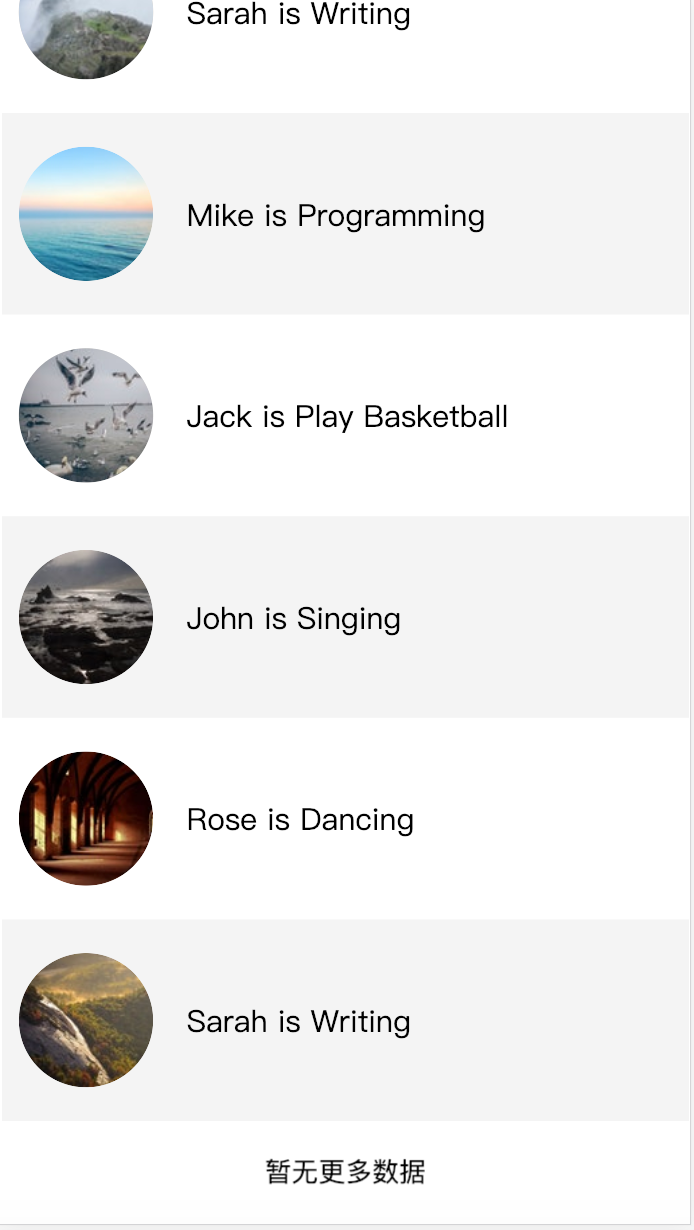 Sarah is Writing
Mike is Programming
Jack is Play Basketball
John is Singing
Rose is Dancing
Sarah is Writing
暂无更多数据